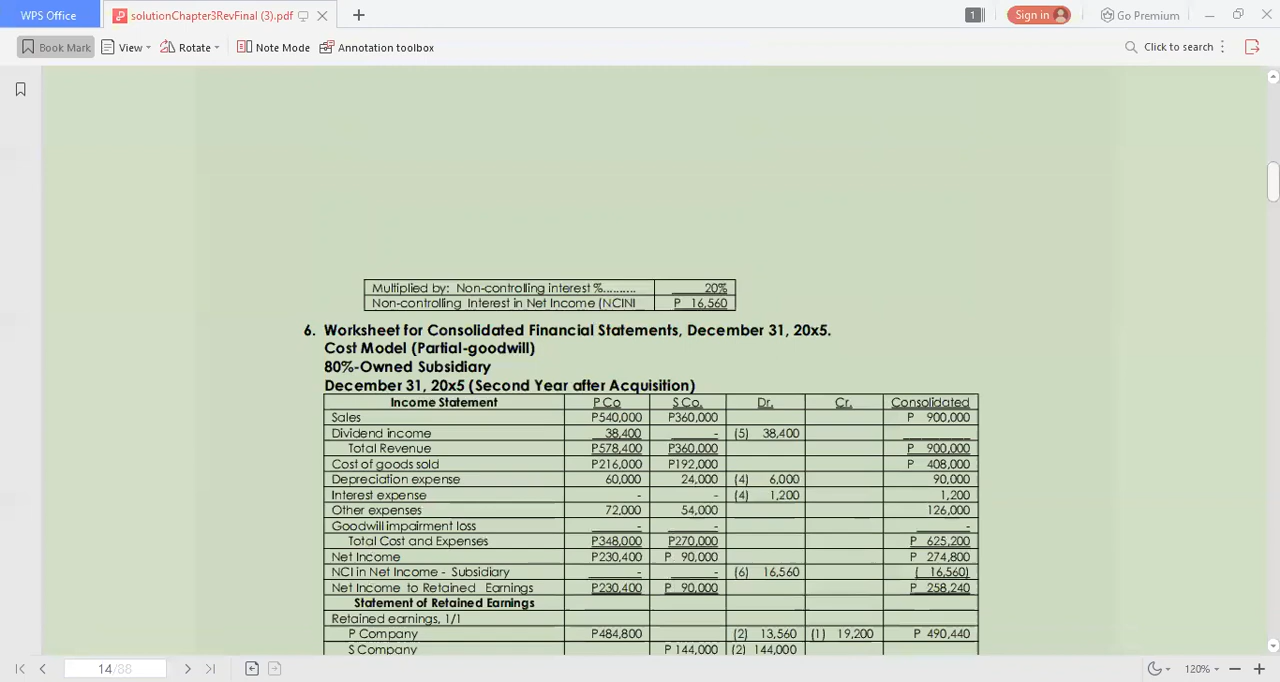 WPS Office
solutionChapter3RevFinal (3).pdf
1
Sign in
Go Premium
Book Mark
View
Rotate
Note Mode
Annotation toolbox
Click to search
Multiplied by: Non-controlling interest %.......... 20%
Non-controlling Interest in Net Income (NCINI P 16,560
6. Worksheet for Consolidated Financial Statements, December 31, 20x5.
Cost Model (Partial-goodwill)
80%-Owned Subsidiary
December 31, 20x5 (Second Year after Acquisition)
Income Statement P Co S Co. Dr. Cr. Consolidated
Sales P540,000 P360,000 P 900,000
Dividend income 38,400 - (5) 38,400 ________
Total Revenue P578,400 P360,000 P 900,000
Cost of goods sold P216,000 P192,000 P 408,000
Depreciation expense 60,000 24,000 (4) 6,000 90,000
Interest expense - - (4) 1,200 1,200
Other expenses 72,000 54,000 126,000
Goodwill impairment loss - - -
Total Cost and Expenses P348,000 P270,000 P 625,200
Net Income P230,400 P 90,000 P 274,800
NCI in Net Income - Subsidiary - - (6) 16,560 ( 16,560)
Net Income to Retained Earnings P230,400 P 90,000 P 258,240
Statement of Retained Earnings
Retained earnings, 1/1
P Company P484,800 (2) 13,560 (1) 19,200 P 490,440
S Company P 144,000 (2) 144,000
14/88
120%